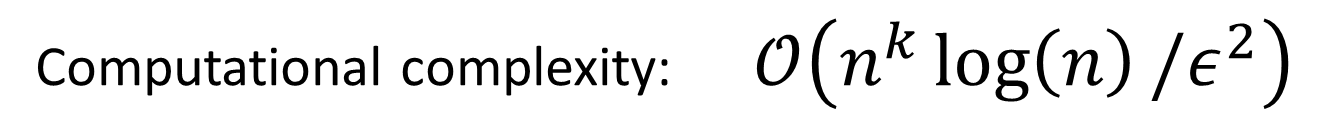 Computational complexity: 𝒪(n^k log(n) /ϵ^2)